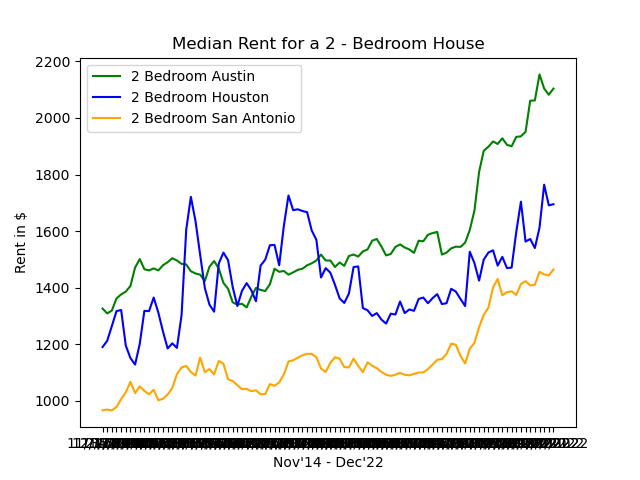 Median Rent for a 2 - Bedroom House
2 Bedroom Austin
2 Bedroom Houston
2 Bedroom San Antonio
Rent in $
2200
2000
1800
1600
1400
1200
1000
Nov'14 - Dec'22